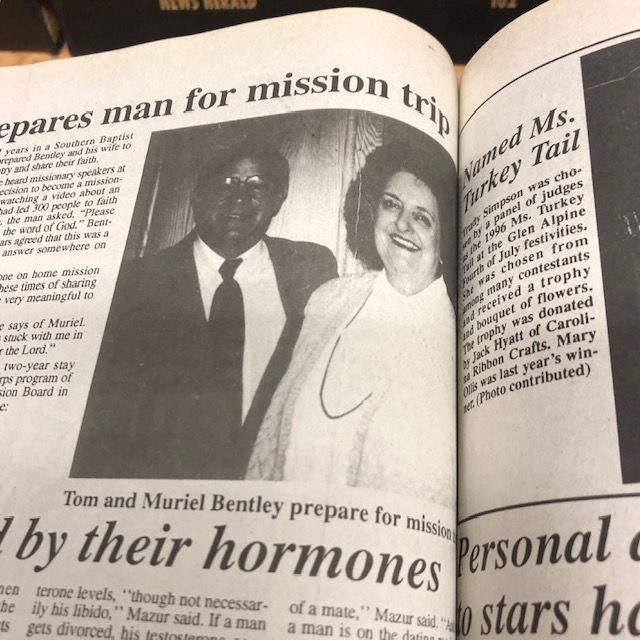 NEWS HERALD
102
epares man for mission trip
years in a Southern Baptist
prepared Bentley and his wife to
try and share their faith.
e heard missionary speakers at
ecision to become a mission-
watching a video about an
had led 300 people to faith
, the man asked, "Please
the word of God." Bent-
ars agreed that this was a
answer somewhere on
one on home mission
hese times of sharing
very meaningful to
e says of Muriel.
s stuck with me in
r the Lord."
two-year stay
rps program of
sion Board in
e:
Tom and Muriel Bentley prepare for mission
d by their hormones
men
the
ts
terone levels, "though not necessar-
ily his libido," Mazur said. If a man
gets divorced, his testosterone
of a mate," Mazur said. "
a man is on the dating
Named Ms.
Turkey Tail
Trudy Simpson was cho-
sen by a panel of judges
as the 1996 Ms. Turkey
Tail at the Glen Alpine
Fourth of July festivities.
She was chosen from
among many contestants
and received a trophy
and bouquet of flowers.
The trophy was donated
by Jack Hyatt of Caroli-
na Ribbon Crafts. Mary
Ollis was last year's win-
ner. (Photo contributed)
Personal
to stars